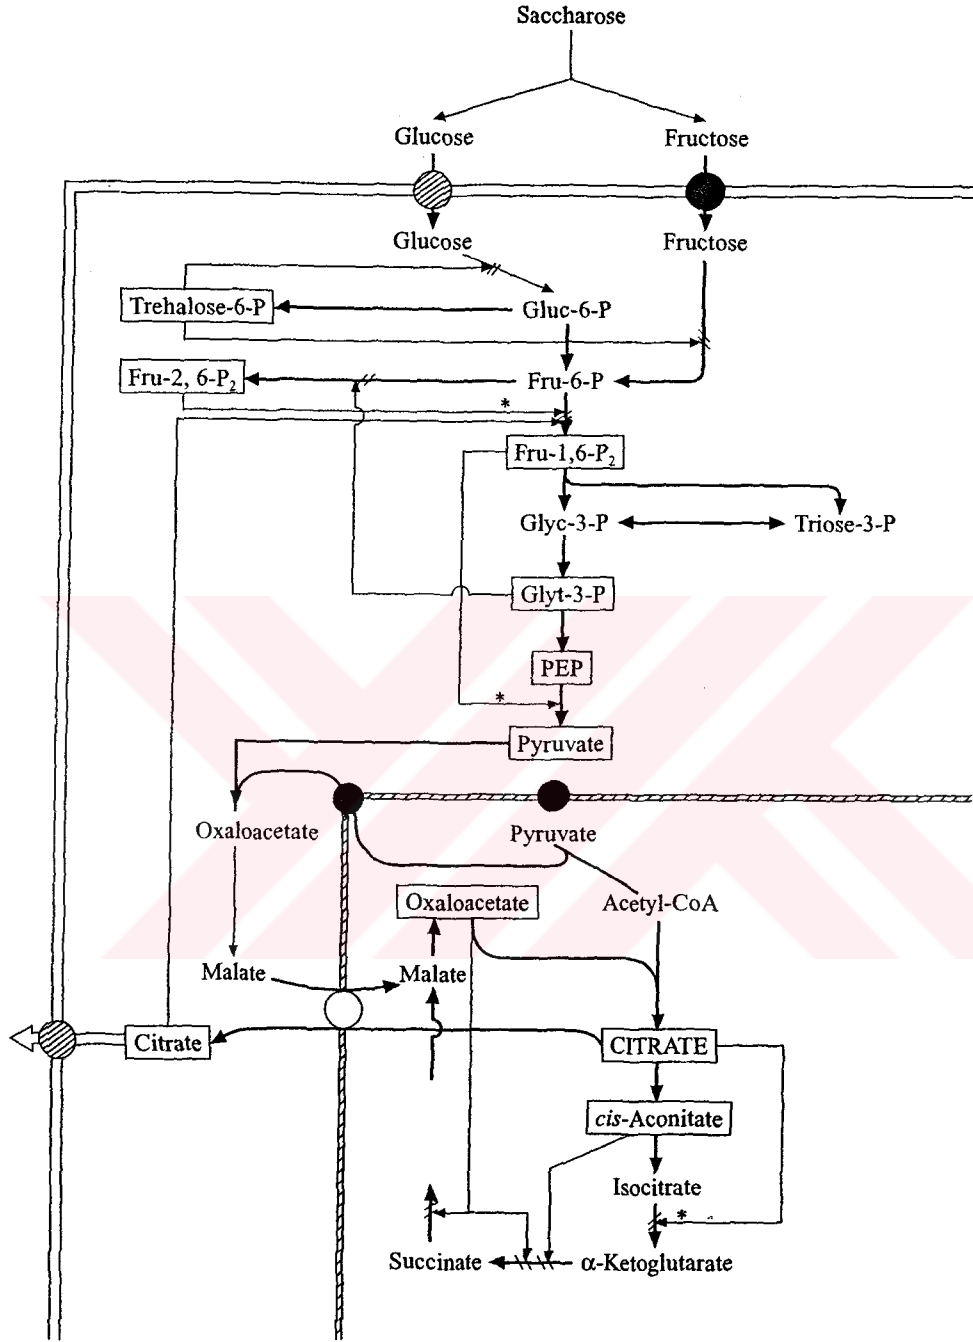 Saccharose
Glucose Fructose
Glucose Fructose
Trehalose-6-P Gluc-6-P
Fru-2, 6-P₂ Fru-6-P
*
Fru-1,6-P₂
Glyc-3-P Triose-3-P
Glyt-3-P
PEP
*
Pyruvate
Oxaloacetate Pyruvate
Oxaloacetate Acetyl-CoA
Malate Malate
Citrate CITRATE
cis-Aconitate
Isocitrate
*
Succinate α-Ketoglutarate